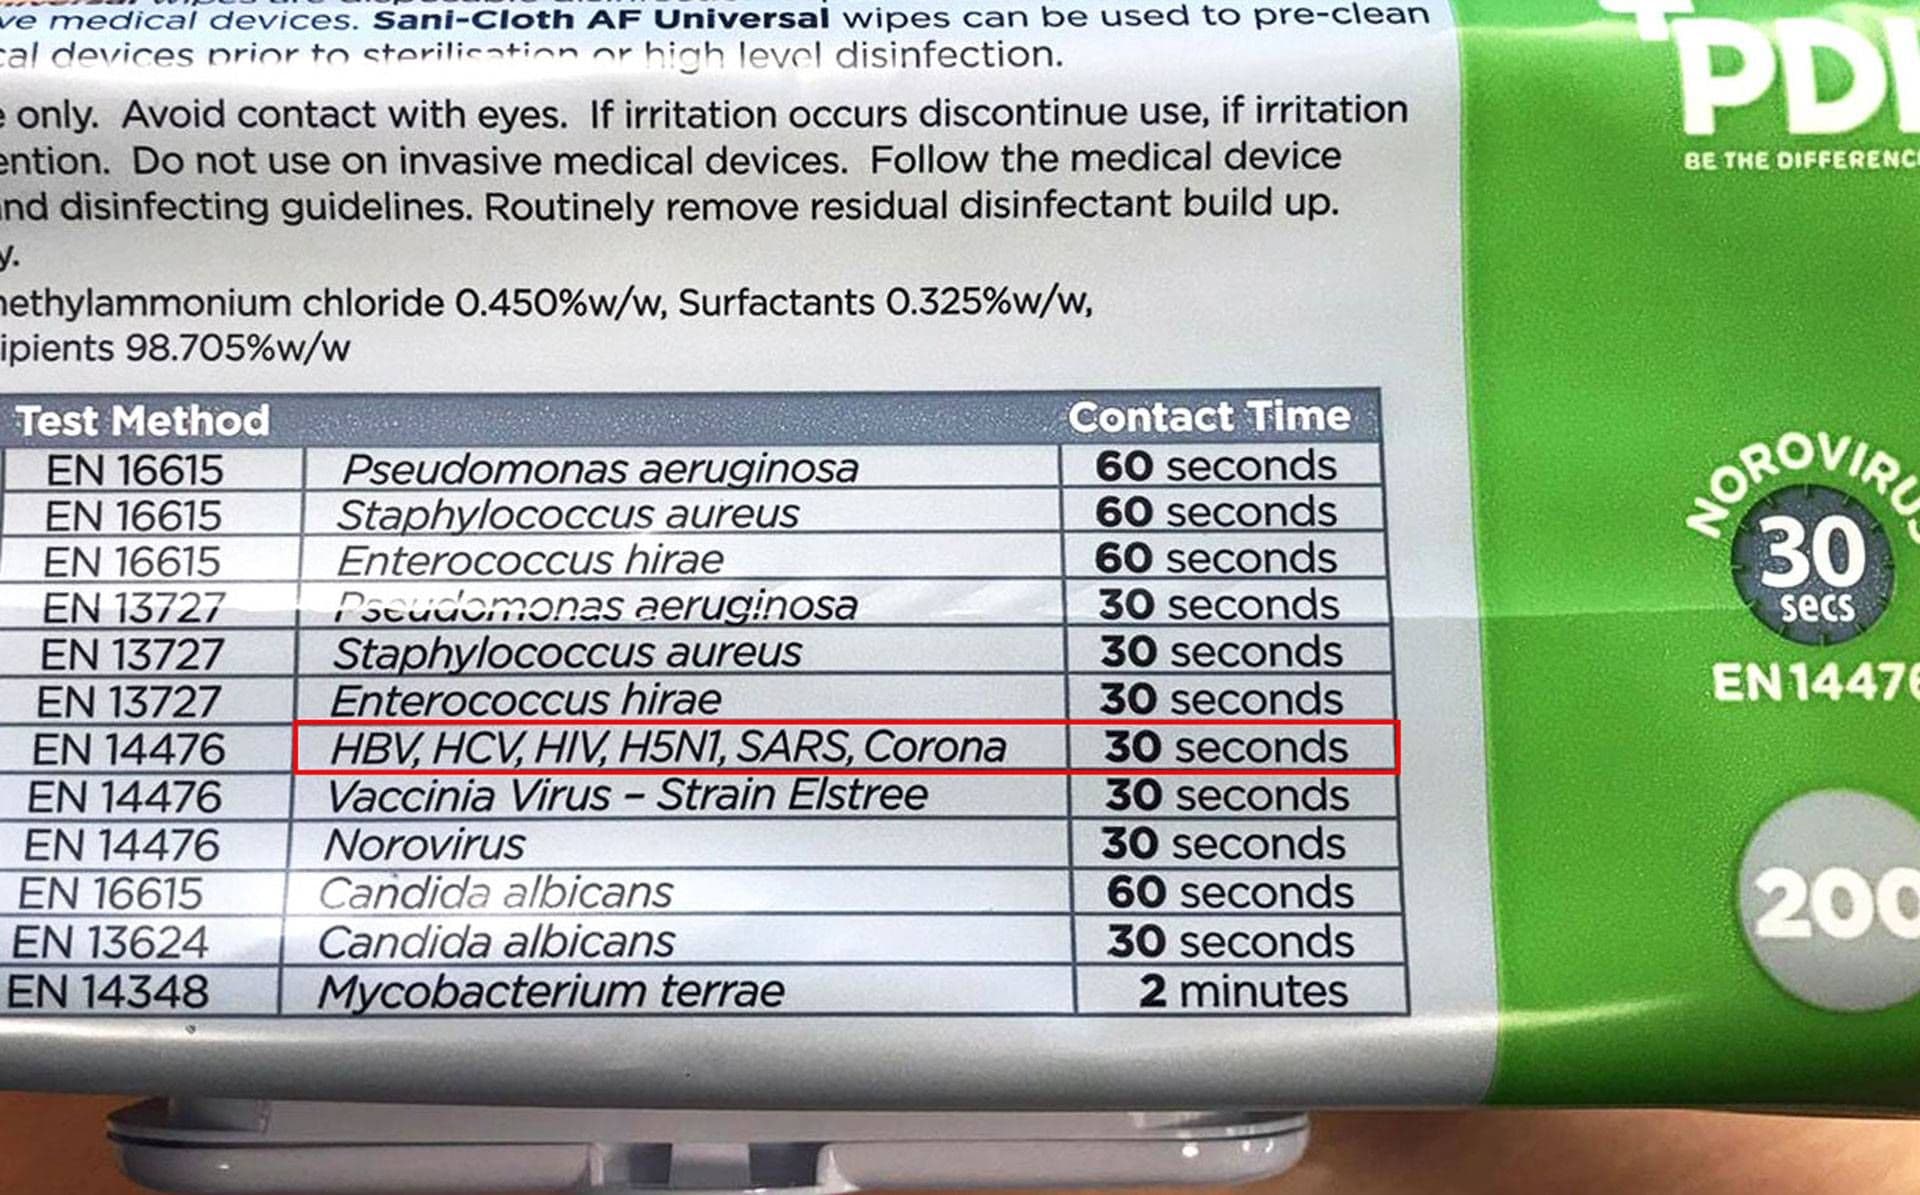 ve medical devices. Sani-Cloth AF Universal wipes can be used to pre-clean
cal devices prior to sterilisation or high level disinfection.
only. Avoid contact with eyes. If irritation occurs discontinue use, if irritation
ention. Do not use on invasive medical devices. Follow the medical device
nd disinfecting guidelines. Routinely remove residual disinfectant build up.
y.
nethylammonium chloride 0.450%w/w, Surfactants 0.325%w/w,
ipients 98.705%w/w
Test Method Contact Time
EN 16615 Pseudomonas aeruginosa 60 seconds
EN 16615 Staphylococcus aureus 60 seconds
EN 16615 Enterococcus hirae 60 seconds
EN 13727 Pseudomonas aeruginosa 30 seconds
EN 13727 Staphylococcus aureus 30 seconds
EN 13727 Enterococcus hirae 30 seconds
EN 14476 HBV, HCV, HIV, H5N1, SARS, Corona 30 seconds
EN 14476 Vaccinia Virus – Strain Elstree 30 seconds
EN 14476 Norovirus 30 seconds
EN 16615 Candida albicans 60 seconds
EN 13624 Candida albicans 30 seconds
EN 14348 Mycobacterium terrae 2 minutes
PDI
BE THE DIFFERENC
NOROVIRUS
30
secs
EN14476
200